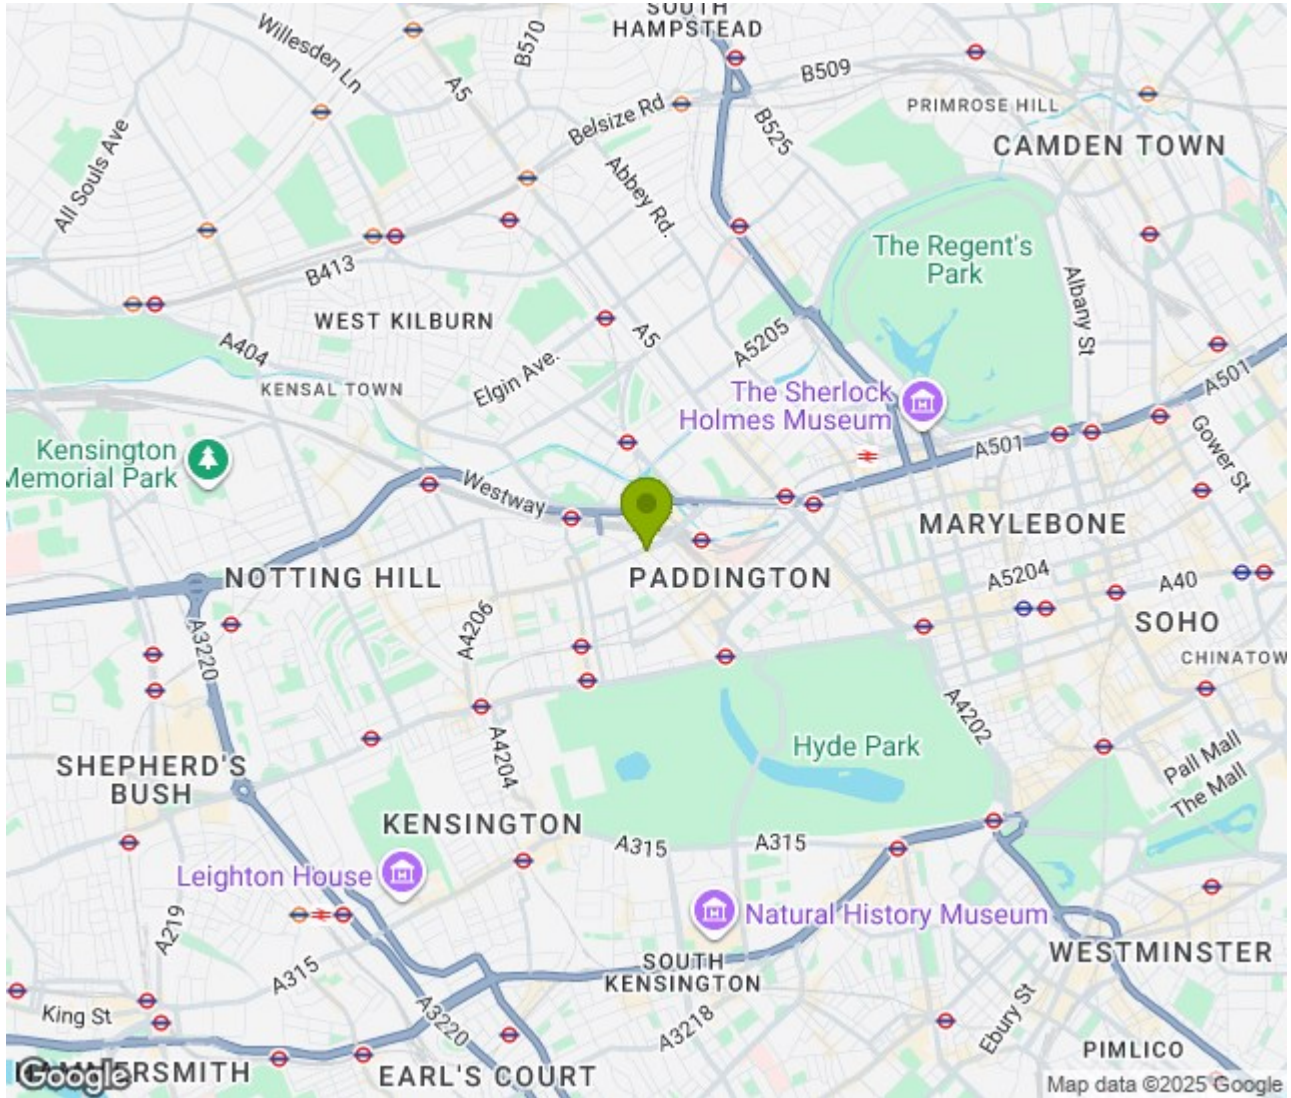 SOUTH
HAMPSTEAD
Willesden Ln
B510
A5
B509
Belsize Rd
B525
PRIMROSE HILL
CAMDEN TOWN
All Souls Ave
Abbey Rd.
The Regent's
Park
B413
Albany St
WEST KILBURN
A404
A5
A5205
Elgin Ave.
KENSAL TOWN
The Sherlock
Holmes Museum
A501
Kensington
Memorial Park
A501
Gower St
Westway
MARYLEBONE
NOTTING HILL
PADDINGTON
A5204
A40
A4206
A3220
SOHO
CHINATOW
A4202
A4204
Hyde Park
Pall Mall
The Mall
SHEPHERD'S
BUSH
KENSINGTON
A315
A315
Leighton House
Natural History Museum
A219
WESTMINSTER
SOUTH
KENSINGTON
A315
King St
A3220
A3218
Ebury St
PIMLICO
HAMMERSMITH
Google
EARL'S COURT
Map data ©2025 Google